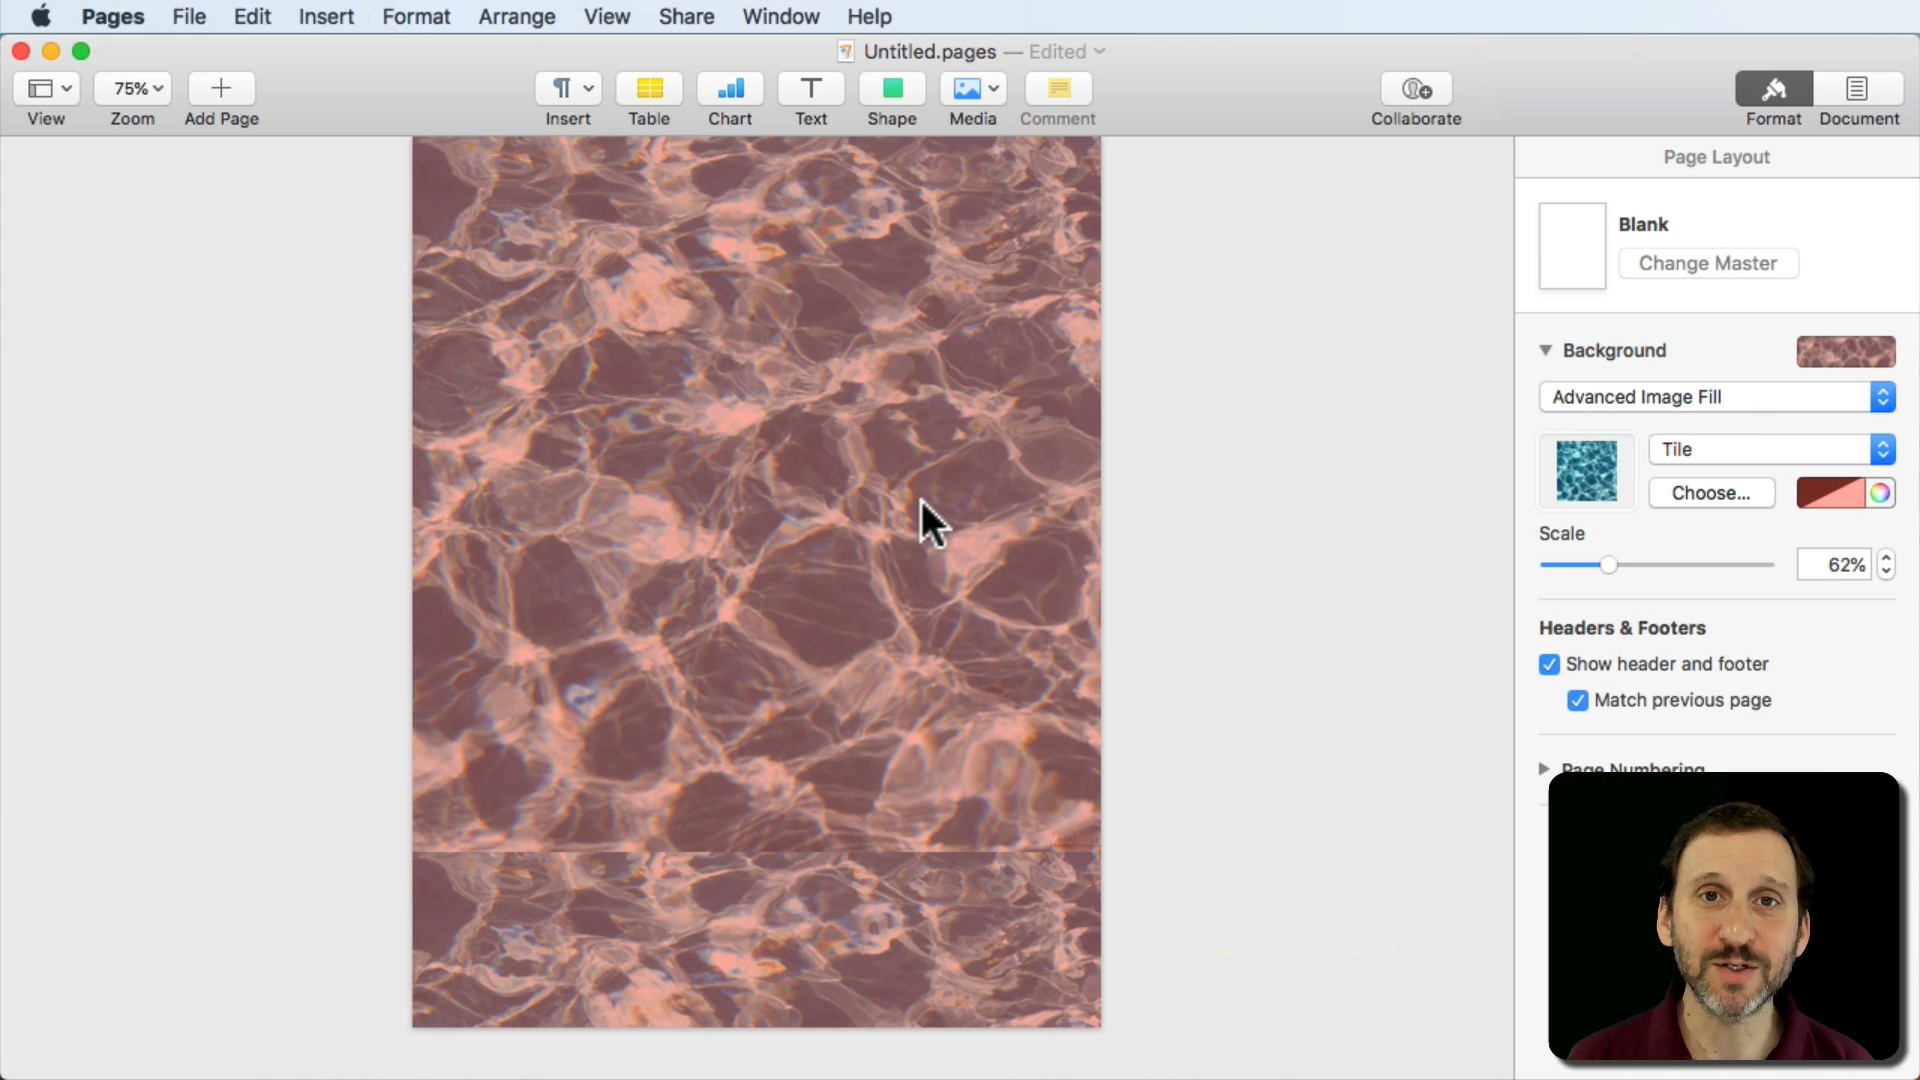 Pages File Edit Insert Format Arrange View Share Window Help
Untitled.pages — Edited
75%
View Zoom Add Page Insert Table Chart Text Shape Media Comment Collaborate Format Document
Page Layout
Blank
Change Master
Background
Advanced Image Fill
Tile
Choose...
Scale
62%
Headers & Footers
Show header and footer
Match previous page
Page Numbering